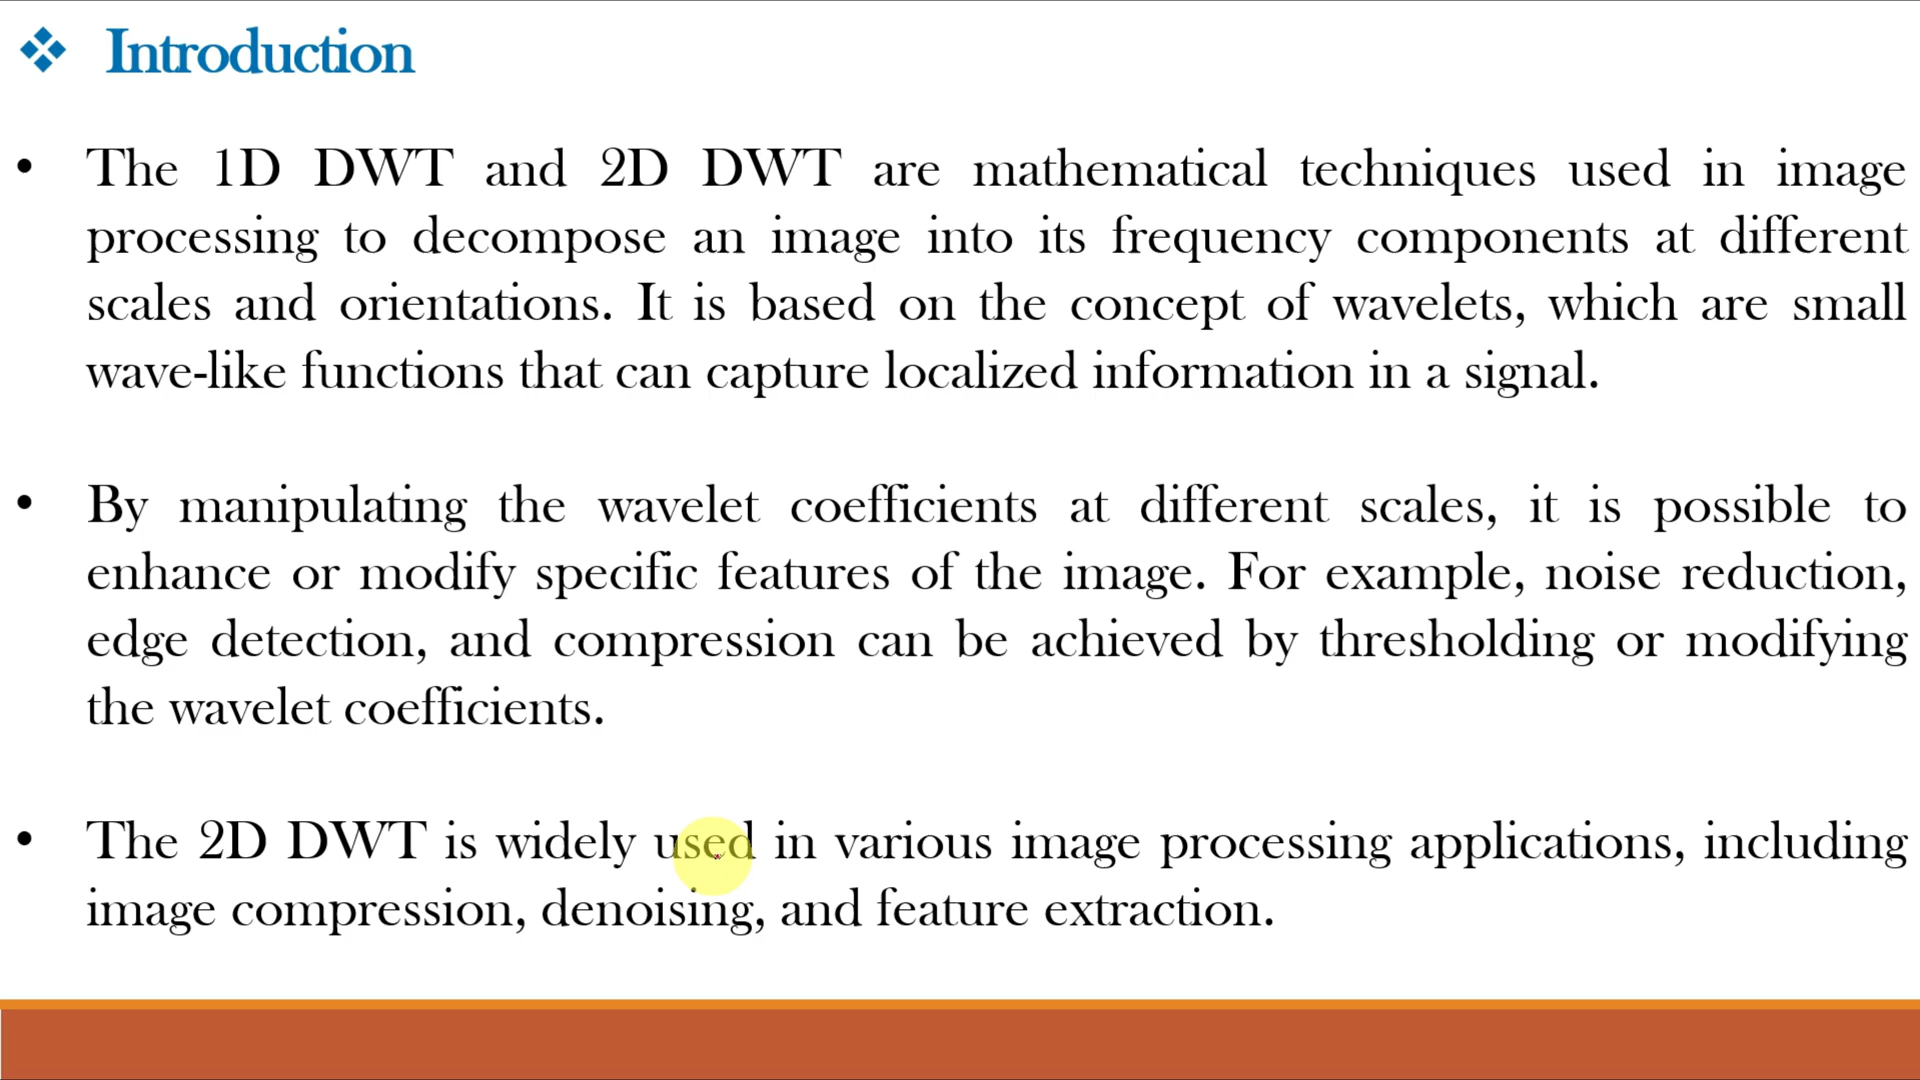 ❖ Introduction
• The 1D DWT and 2D DWT are mathematical techniques used in image
processing to decompose an image into its frequency components at different
scales and orientations. It is based on the concept of wavelets, which are small
wave-like functions that can capture localized information in a signal.
• By manipulating the wavelet coefficients at different scales, it is possible to
enhance or modify specific features of the image. For example, noise reduction,
edge detection, and compression can be achieved by thresholding or modifying
the wavelet coefficients.
• The 2D DWT is widely used in various image processing applications, including
image compression, denoising, and feature extraction.